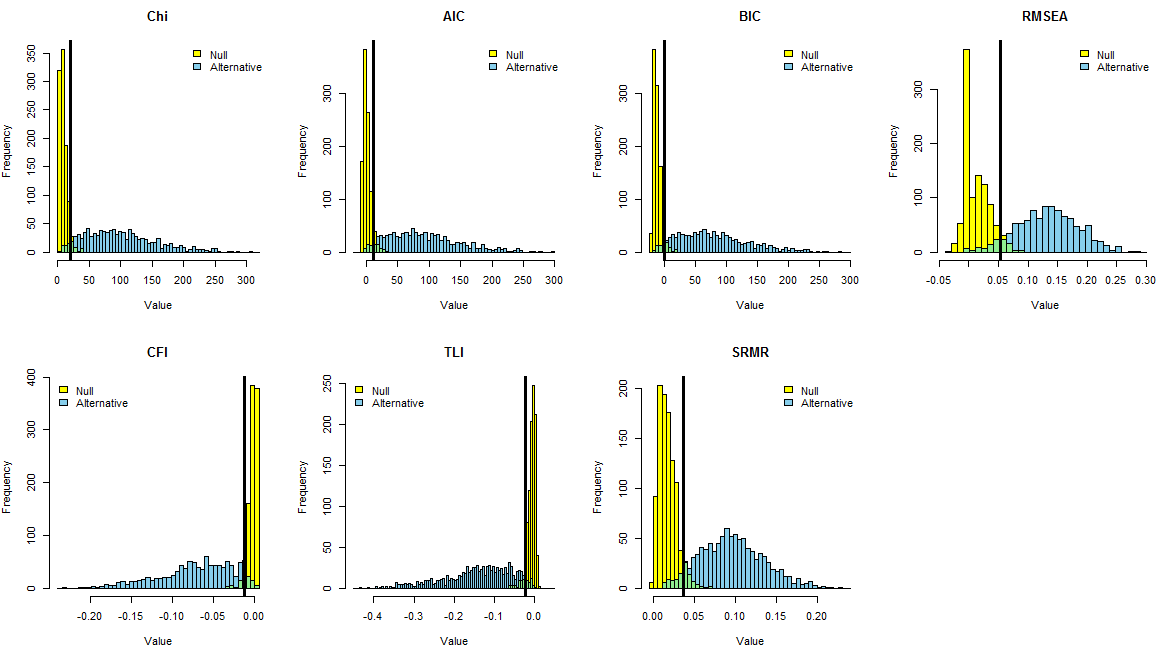 Chi
Null
Alternative
Frequency
0 50 100 150 200 250 300 350
0 50 100 150 200 250 300
Value
AIC
Null
Alternative
Frequency
0 100 200 300
0 50 100 150 200 250 300
Value
BIC
Null
Alternative
Frequency
0 100 200 300
0 50 100 150 200 250 300
Value
RMSEA
Null
Alternative
Frequency
0 100 200 300
-0.05 0.05 0.10 0.15 0.20 0.25 0.30
Value
CFI
Null
Alternative
Frequency
0 100 200 300 400
-0.20 -0.15 -0.10 -0.05 0.00
Value
TLI
Null
Alternative
Frequency
0 50 100 150 200 250
-0.4 -0.3 -0.2 -0.1 0.0
Value
SRMR
Null
Alternative
Frequency
0 50 100 150 200
0.00 0.05 0.10 0.15 0.20
Value